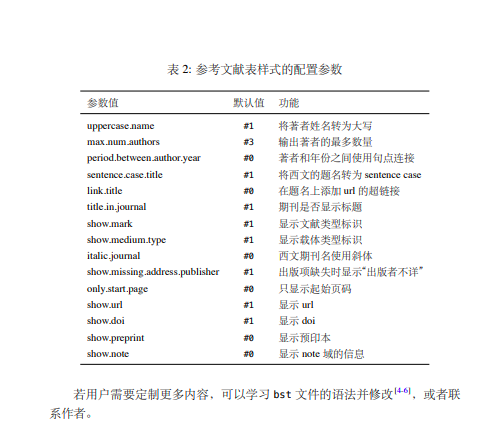 表 2: 参考文献表样式的配置参数
参数值 默认值 功能
uppercase.name #1 将著者姓名转为大写
max.num.authors #3 输出著者的最多数量
period.between.author.year #0 著者和年份之间使用句点连接
sentence.case.title #1 将西文的题名转为 sentence case
link.title #0 在题名上添加 url 的超链接
title.in.journal #1 期刊是否显示标题
show.mark #1 显示文献类型标识
show.medium.type #1 显示载体类型标识
italic.journal #0 西文期刊名使用斜体
show.missing.address.publisher #1 出版项缺失时显示“出版者不详”
only.start.page #0 只显示起始页码
show.url #1 显示 url
show.doi #1 显示 doi
show.preprint #0 显示预印本
show.note #0 显示 note 域的信息
若用户需要定制更多内容，可以学习 bst 文件的语法并修改[4-6]，或者联
系作者。